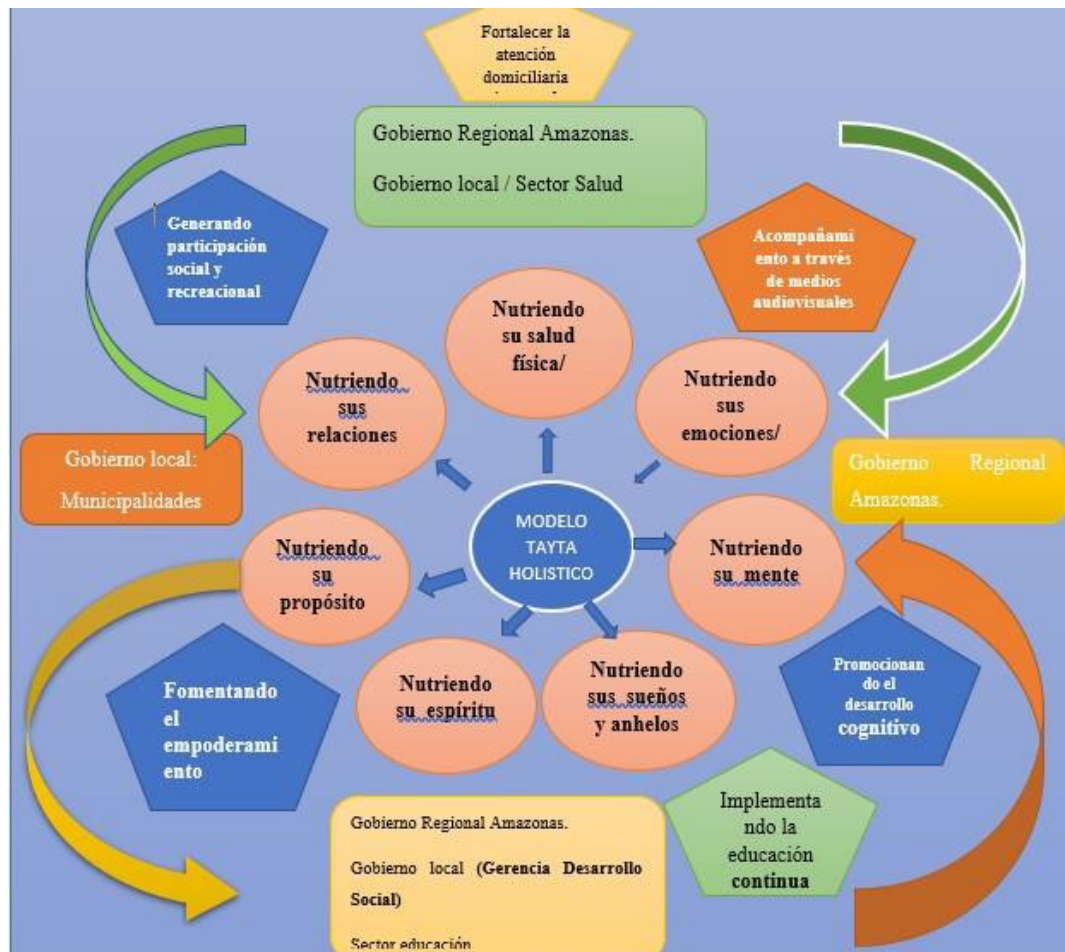 Fortalecer la
atención
domiciliaria
Gobierno Regional Amazonas.
Gobierno local / Sector Salud
Generando
participación
social y
recreacional
Acompañami
ento a través
de medios
audiovisuales
Nutriendo
su salud
física/
Nutriendo
sus
relaciones
Nutriendo
sus
emociones/
Gobierno local:
Municipalidades
Gobierno Regional
Amazonas.
MODELO
TAYTA
HOLISTICO
Nutriendo
su
propósito
Nutriendo
su mente
Nutriendo
su espíritu
Nutriendo
sus sueños
y anhelos
Fomentando
el
empoderami
ento
Promocionan
do el
desarrollo
cognitivo
Implementa
ndo la
educación
continua
Gobierno Regional Amazonas.
Gobierno local (Gerencia Desarrollo
Social)
Sector educación